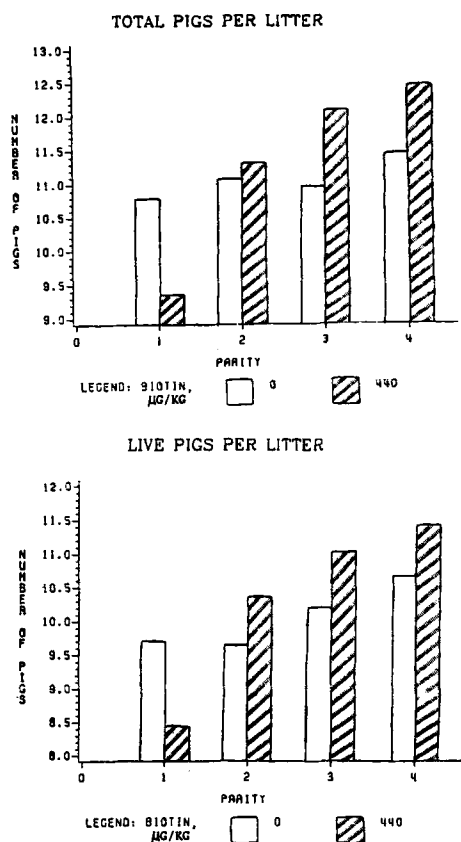 TOTAL PIGS PER LITTER
13.0
12.5
12.0
11.5
11.0
10.5
10.0
9.5
9.0
NUMBER OF PIGS
0 1 2 3 4
PARITY
LEGEND: BIOTIN, 0 440
µG/KG
LIVE PIGS PER LITTER
12.0
11.5
11.0
10.5
10.0
9.5
9.0
8.5
8.0
NUMBER OF PIGS
0 1 2 3 4
PARITY
LEGEND: BIOTIN, 0 440
µG/KG